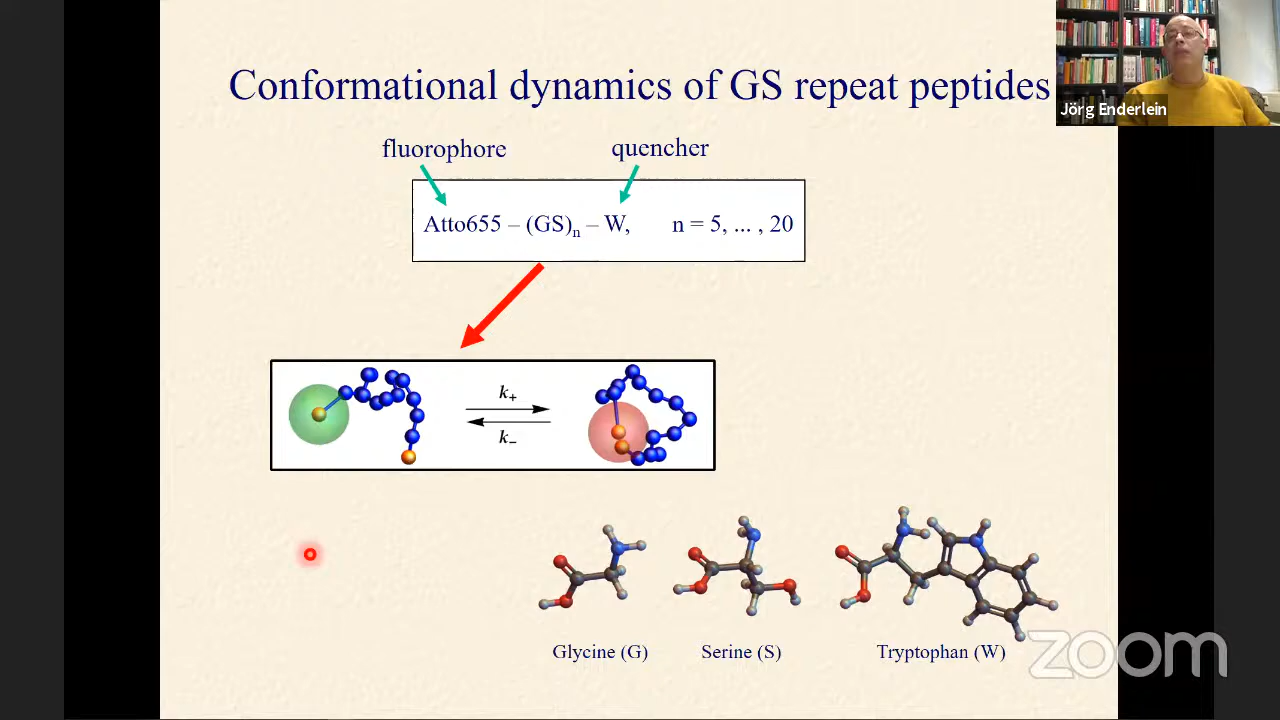 Conformational dynamics of GS repeat peptides
Jörg Enderlein
fluorophore quencher
Atto655 – (GS)n – W, n = 5, ... , 20
k+
k–
Glycine (G) Serine (S) Tryptophan (W)
zoom